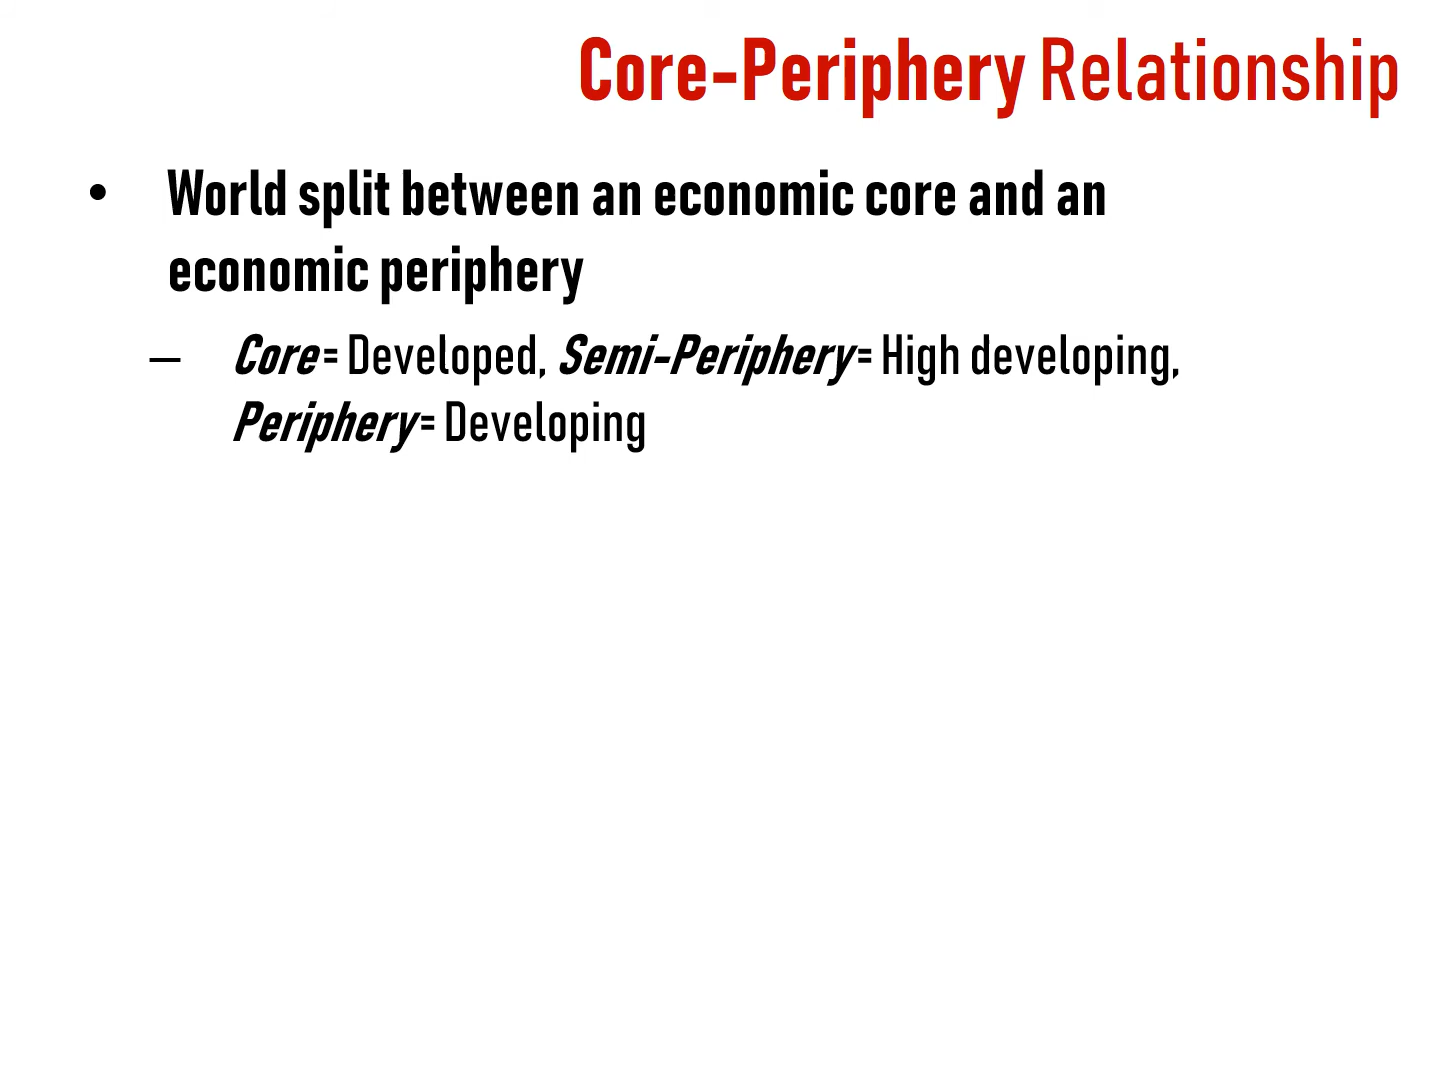 Core-Periphery Relationship
• World split between an economic core and an
economic periphery
– Core= Developed, Semi-Periphery= High developing,
Periphery= Developing